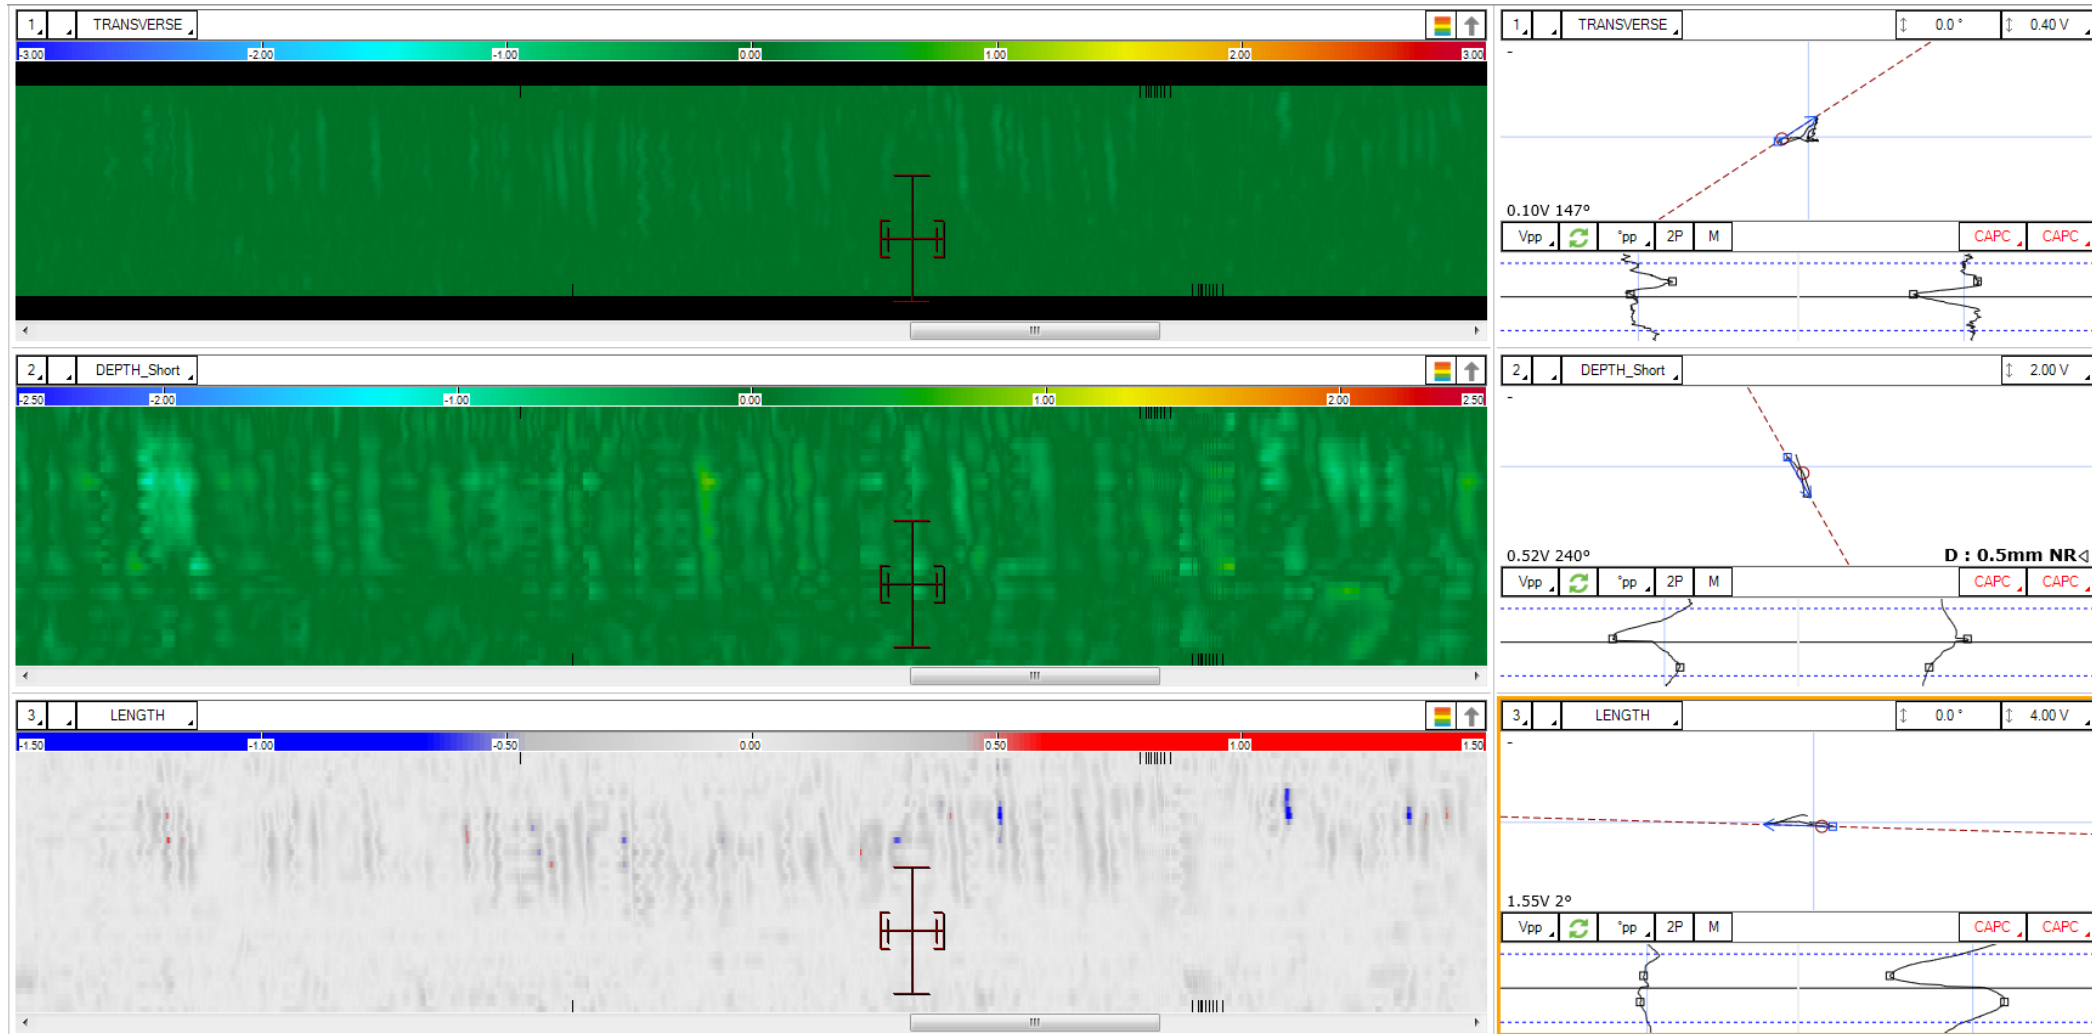 1 TRANSVERSE
-3.00 -2.00 -1.00 0.00 1.00 2.00 3.00
1 TRANSVERSE 0.0 ° 0.40 V
-
0.10V 147°
Vpp °pp 2P M CAPC CAPC
2 DEPTH_Short
-2.50 -2.00 -1.00 0.00 1.00 2.00 2.50
2 DEPTH_Short 2.00 V
-
0.52V 240° D : 0.5mm NR
Vpp °pp 2P M CAPC CAPC
3 LENGTH
-1.50 -1.00 -0.50 0.00 0.50 1.00 1.50
3 LENGTH 0.0 ° 4.00 V
-
1.55V 2°
Vpp °pp 2P M CAPC CAPC